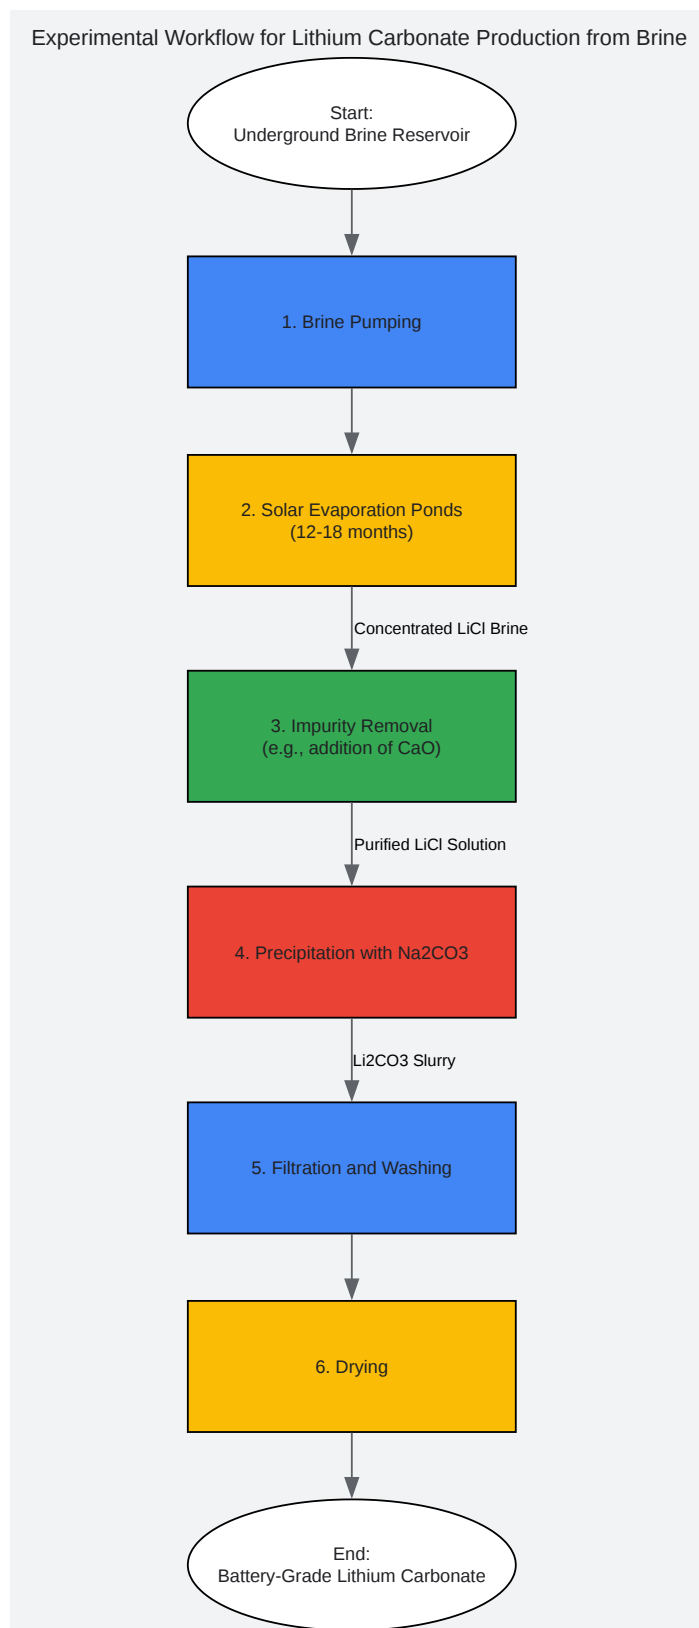 Experimental Workflow for Lithium Carbonate Production from Brine
Start:
Underground Brine Reservoir
1. Brine Pumping
2. Solar Evaporation Ponds
(12-18 months)
Concentrated LiCl Brine
3. Impurity Removal
(e.g., addition of CaO)
Purified LiCl Solution
4. Precipitation with Na2CO3
Li2CO3 Slurry
5. Filtration and Washing
6. Drying
End:
Battery-Grade Lithium Carbonate